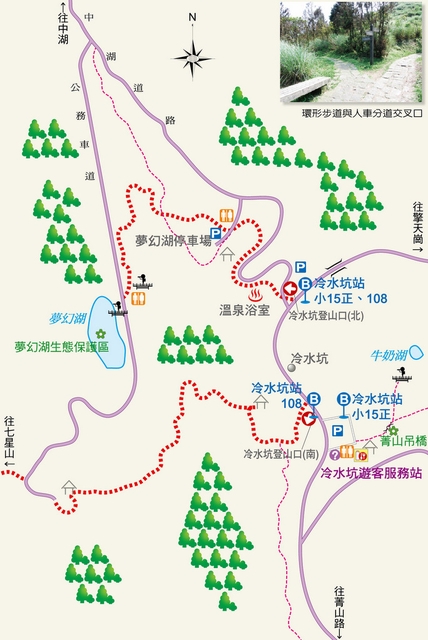 ←往中湖
中湖道路
公務車道
N
環形步道與人車分道交叉口
往擎天崗→
P
夢幻湖停車場
P
B 冷水坑站
小15正、108
冷水坑登山口(北)
溫泉浴室
夢幻湖
夢幻湖生態保護區
冷水坑
牛奶湖
冷水坑站
108
B
B 冷水坑站
小15正
P
往七星山←
冷水坑登山口(南)
菁山吊橋
?
冷水坑遊客服務站
往菁山路→